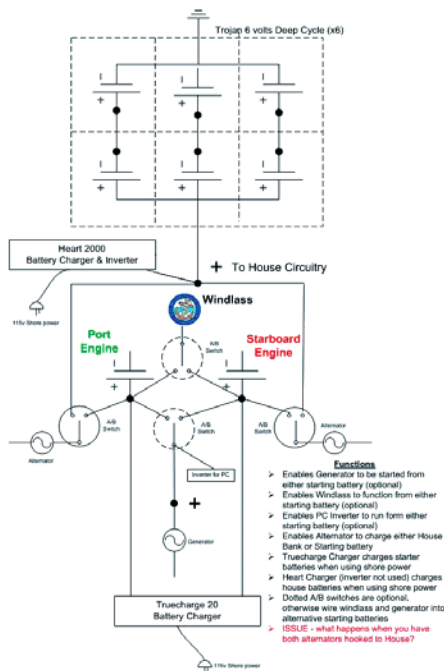 Trojan 6 volts Deep Cycle (x6)
I
I
I
+
+
+
I
I
I
+
+
+
Heart 2000
Battery Charger & Inverter
+ To House Circuitry
115v Shore power
Windlass
Port
Engine
A/B
Switch
Starboard
Engine
I
+
I
+
A/B
Switch
A/B
Switch
A/B
Switch
Alternator
Alternator
Inverter for PC
+
Generator
Functions
➢ Enables Generator to be started from
either starting battery (optional)
➢ Enables Windlass to function from either
starting battery (optional)
➢ Enables PC Inverter to run form either
starting battery (optional)
➢ Enables Alternator to charge either House
Bank or Starting battery
➢ Truecharge Charger charges starter
batteries when using shore power
➢ Heart Charger (inverter not used) charges
house batteries when using shore power
➢ Dotted A/B switches are optional,
otherwise wire windlass and generator into
alternative starting batteries
➢ ISSUE - what happens when you have
both alternators hooked to House?
Truecharge 20
Battery Charger
115v Shore power